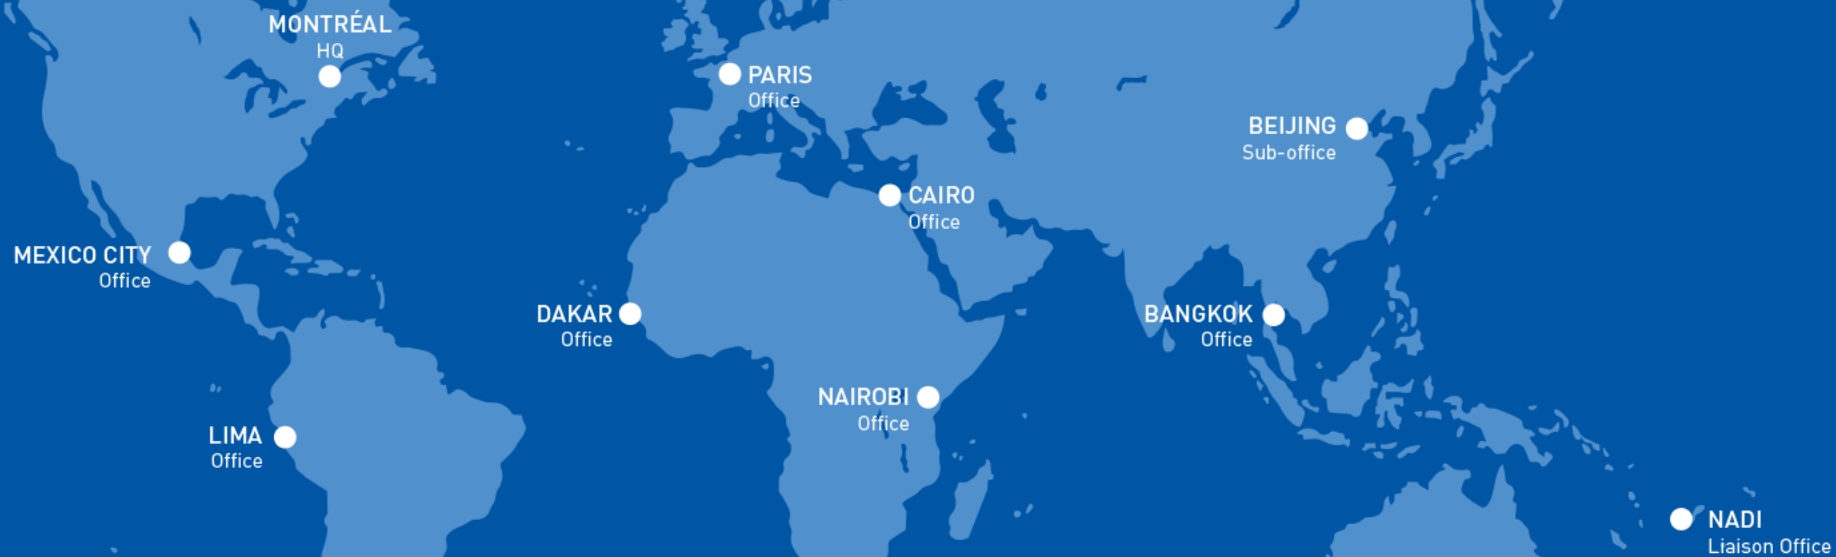 MONTRÉAL
HQ
PARIS
Office
BEIJING
Sub-office
CAIRO
Office
MEXICO CITY
Office
DAKAR
Office
BANGKOK
Office
NAIROBI
Office
LIMA
Office
NADI
Liaison Office